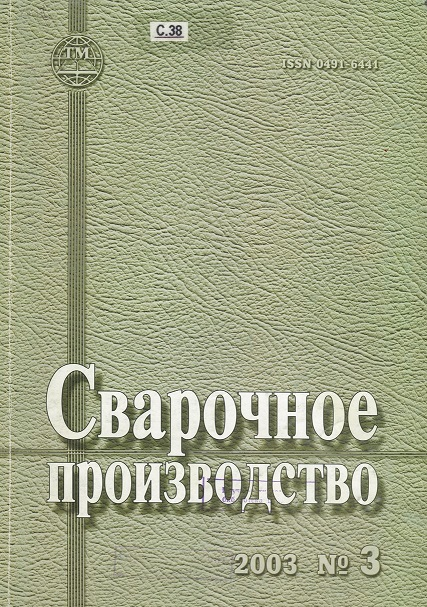 С.38
ТМ
ISSN 0491-6441
Сварочное
производство
2003 № 3